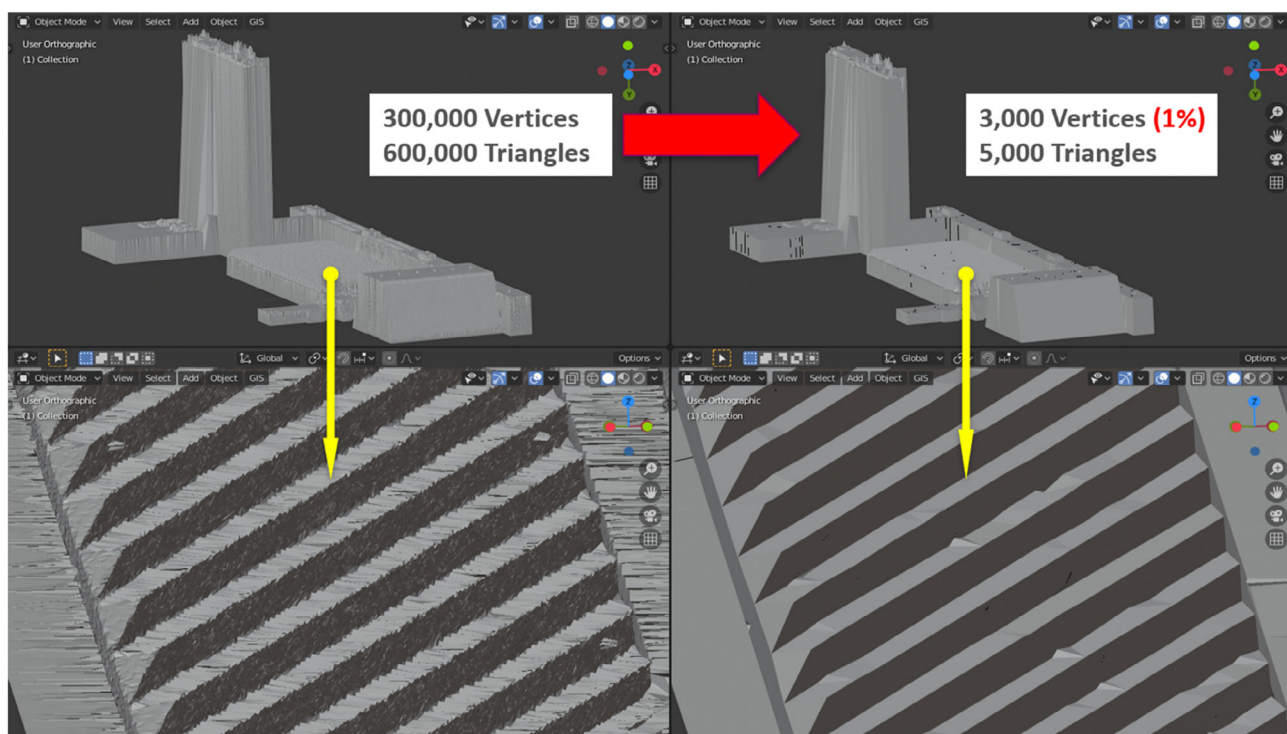 Object Mode View Select Add Object GIS
User Orthographic
(1) Collection
300,000 Vertices
600,000 Triangles
Object Mode View Select Add Object GIS
User Orthographic
(1) Collection
3,000 Vertices (1%)
5,000 Triangles
Z
X
Y
Z
X
Y
Global
Options
Object Mode View Select Add Object GIS
User Orthographic
(1) Collection
Z
Global
Options
Object Mode View Select Add Object GIS
User Orthographic
(1) Collection
Z